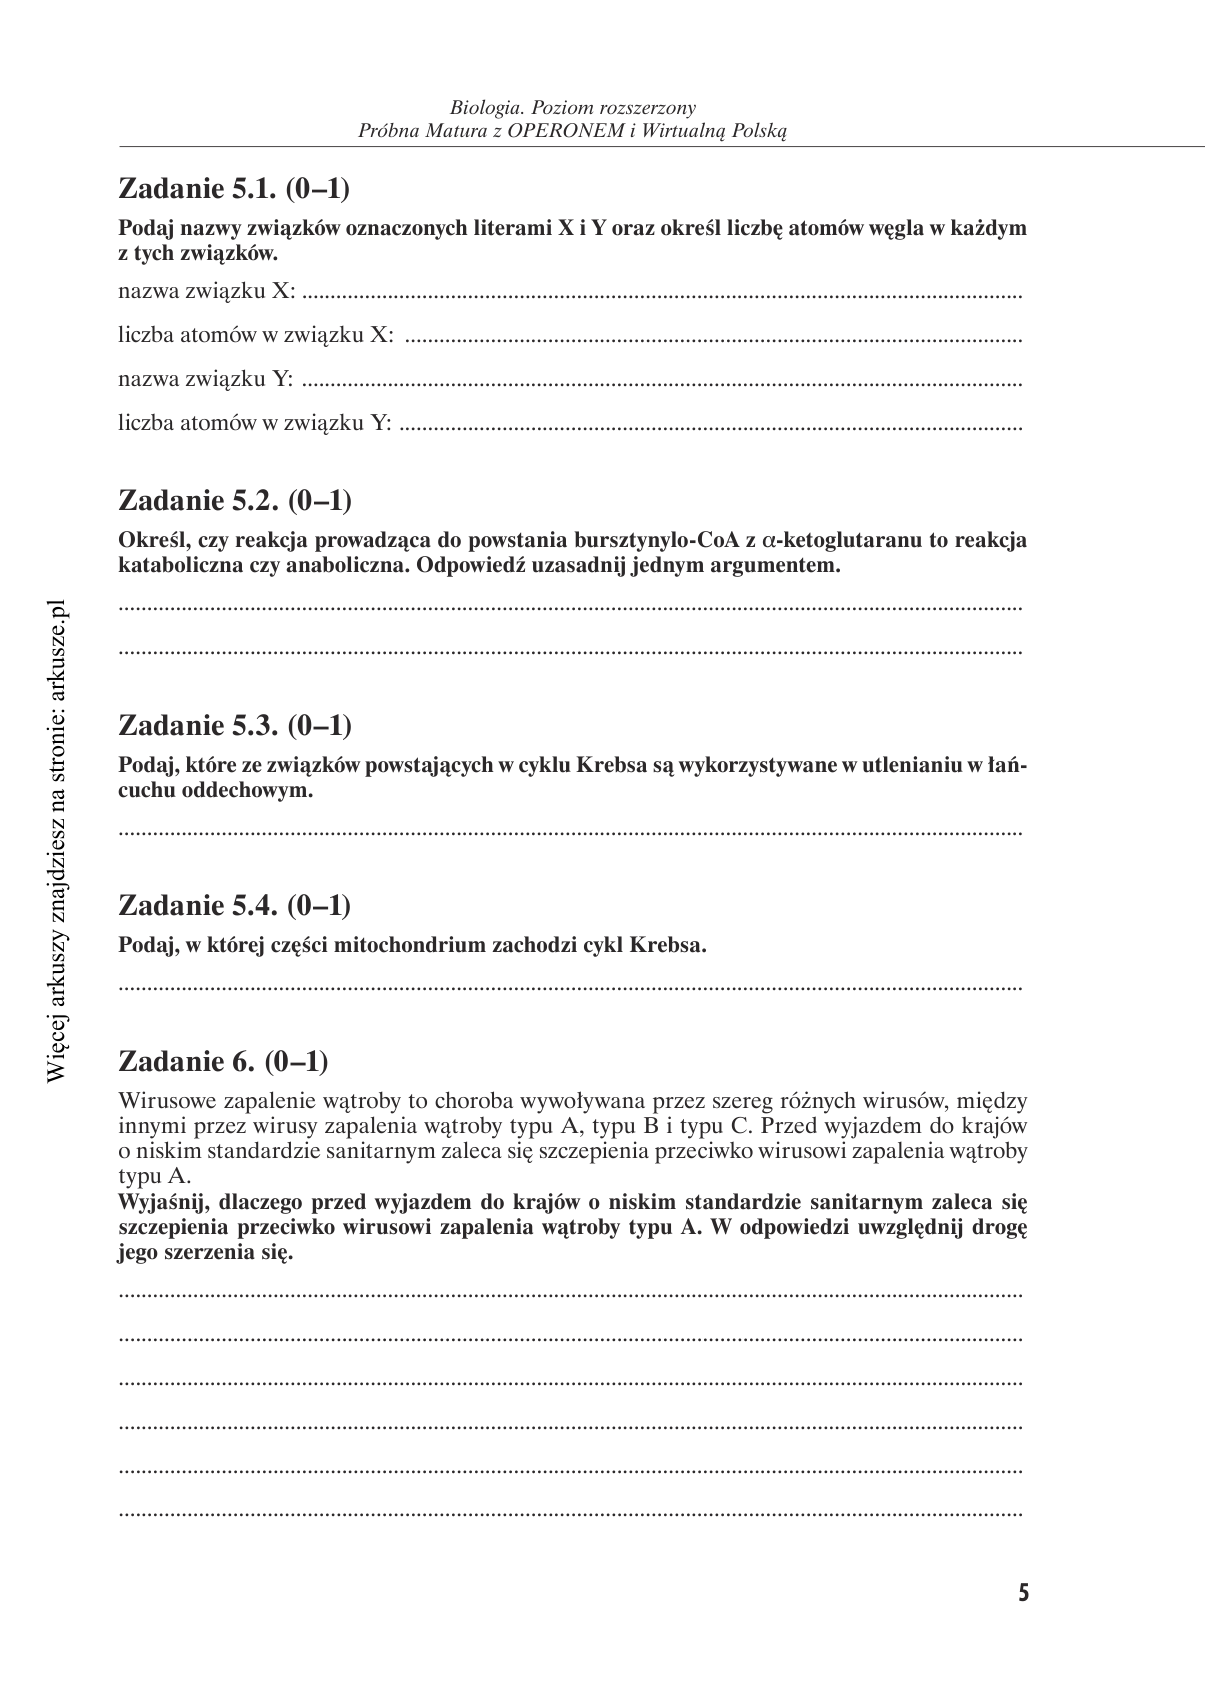 Biologia. Poziom rozszerzony
Próbna Matura z OPERONEM i Wirtualną Polską
Zadanie 5.1. (0–1)
Podaj nazwy związków oznaczonych literami X i Y oraz określ liczbę atomów węgla w każdym
z tych związków.
nazwa związku X: ................................................................
liczba atomów w związku X: ................................................................
nazwa związku Y: ................................................................
liczba atomów w związku Y: ................................................................
Zadanie 5.2. (0–1)
Określ, czy reakcja prowadząca do powstania bursztynylo-CoA z α-ketoglutaranu to reakcja
kataboliczna czy anaboliczna. Odpowiedź uzasadnij jednym argumentem.
Zadanie 5.3. (0–1)
Podaj, które ze związków powstających w cyklu Krebsa są wykorzystywane w utlenianiu w łań-
cuchu oddechowym.
Zadanie 5.4. (0–1)
Podaj, w której części mitochondrium zachodzi cykl Krebsa.
Zadanie 6. (0–1)
Wirusowe zapalenie wątroby to choroba wywoływana przez szereg różnych wirusów, między
innymi przez wirusy zapalenia wątroby typu A, typu B i typu C. Przed wyjazdem do krajów
o niskim standardzie sanitarnym zaleca się szczepienia przeciwko wirusowi zapalenia wątroby
typu A.
Wyjaśnij, dlaczego przed wyjazdem do krajów o niskim standardzie sanitarnym zaleca się
szczepienia przeciwko wirusowi zapalenia wątroby typu A. W odpowiedzi uwzględnij drogę
jego szerzenia się.
5
Więcej arkuszy znajdziesz na stronie: arkusze.pl